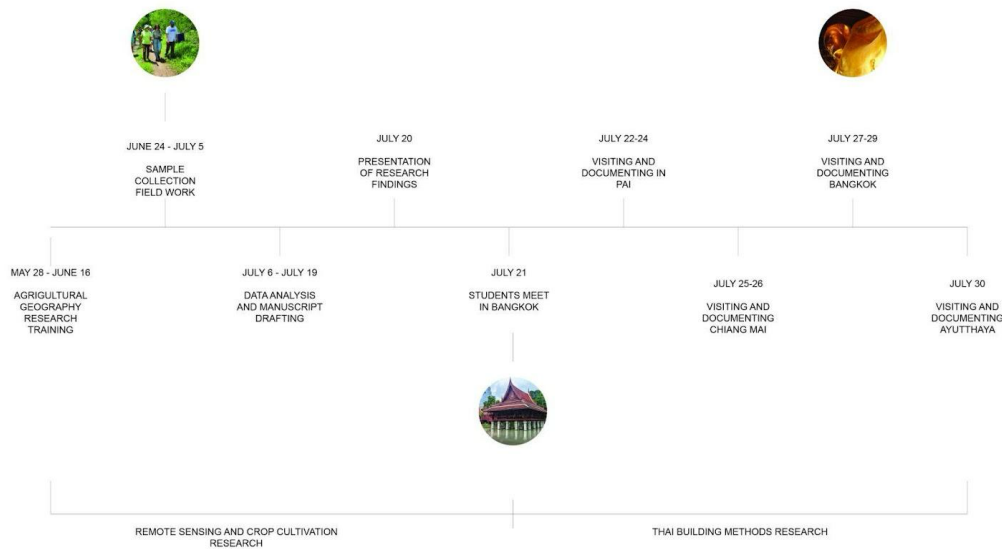 JUNE 24 - JULY 5
SAMPLE
COLLECTION
FIELD WORK
JULY 20
PRESENTATION
OF RESEARCH
FINDINGS
JULY 22-24
VISITING AND
DOCUMENTING IN
PAI
JULY 27-29
VISITING AND
DOCUMENTING
BANGKOK
MAY 28 - JUNE 16
AGRIGULTURAL
GEOGRAPHY
RESEARCH
TRAINING
JULY 6 - JULY 19
DATA ANALYSIS
AND MANUSCRIPT
DRAFTING
JULY 21
STUDENTS MEET
IN BANGKOK
JULY 25-26
VISITING AND
DOCUMENTING
CHIANG MAI
JULY 30
VISITING AND
DOCUMENTING
AYUTTHAYA
REMOTE SENSING AND CROP CULTIVATION
RESEARCH
THAI BUILDING METHODS RESEARCH